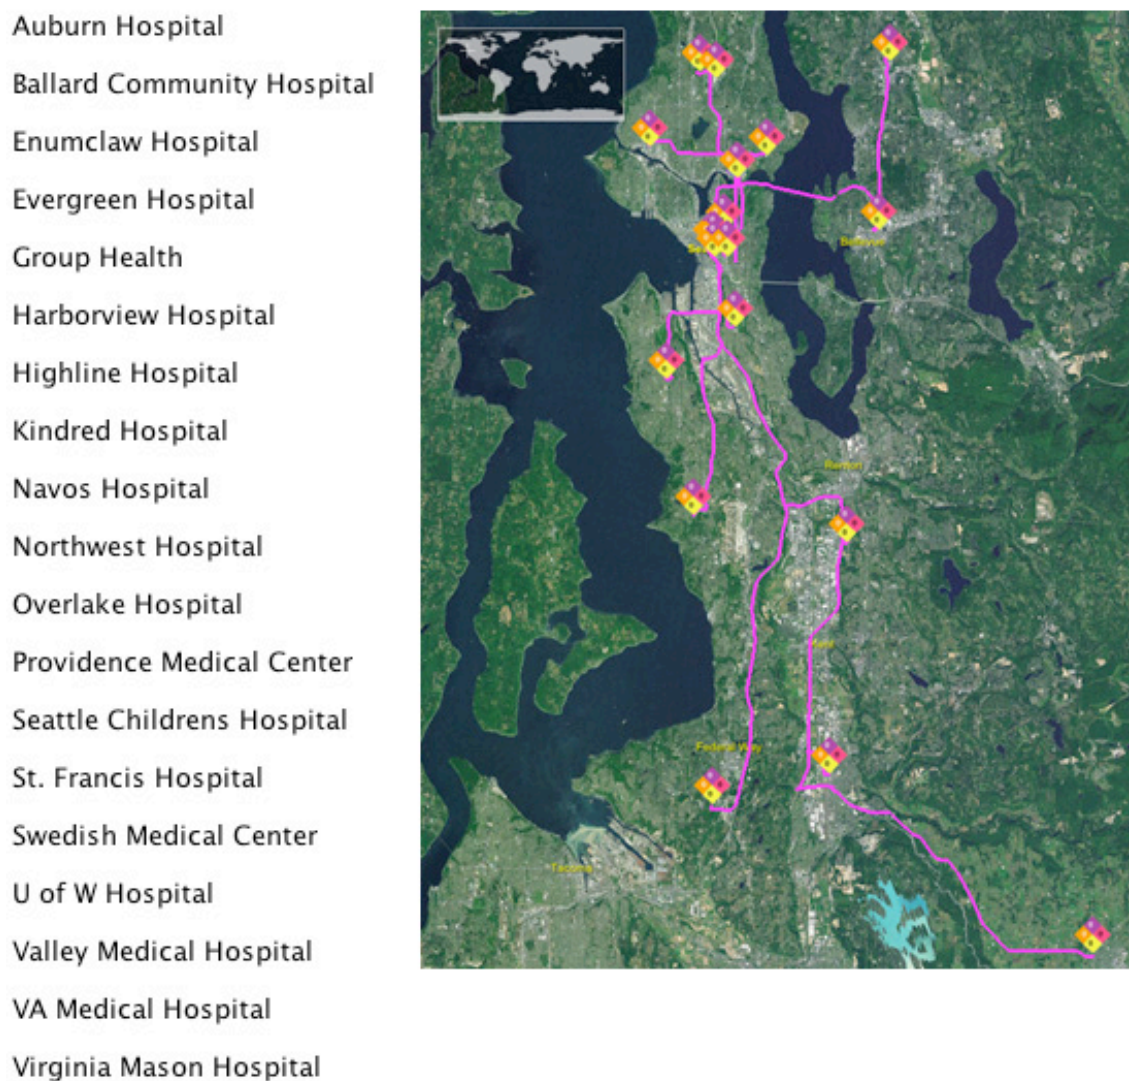 Auburn Hospital
Ballard Community Hospital
Enumclaw Hospital
Evergreen Hospital
Group Health
Harborview Hospital
Highline Hospital
Kindred Hospital
Navos Hospital
Northwest Hospital
Overlake Hospital
Providence Medical Center
Seattle Childrens Hospital
St. Francis Hospital
Swedish Medical Center
U of W Hospital
Valley Medical Hospital
VA Medical Hospital
Virginia Mason Hospital
Bellevue
Renton
Federal Way
Tacoma